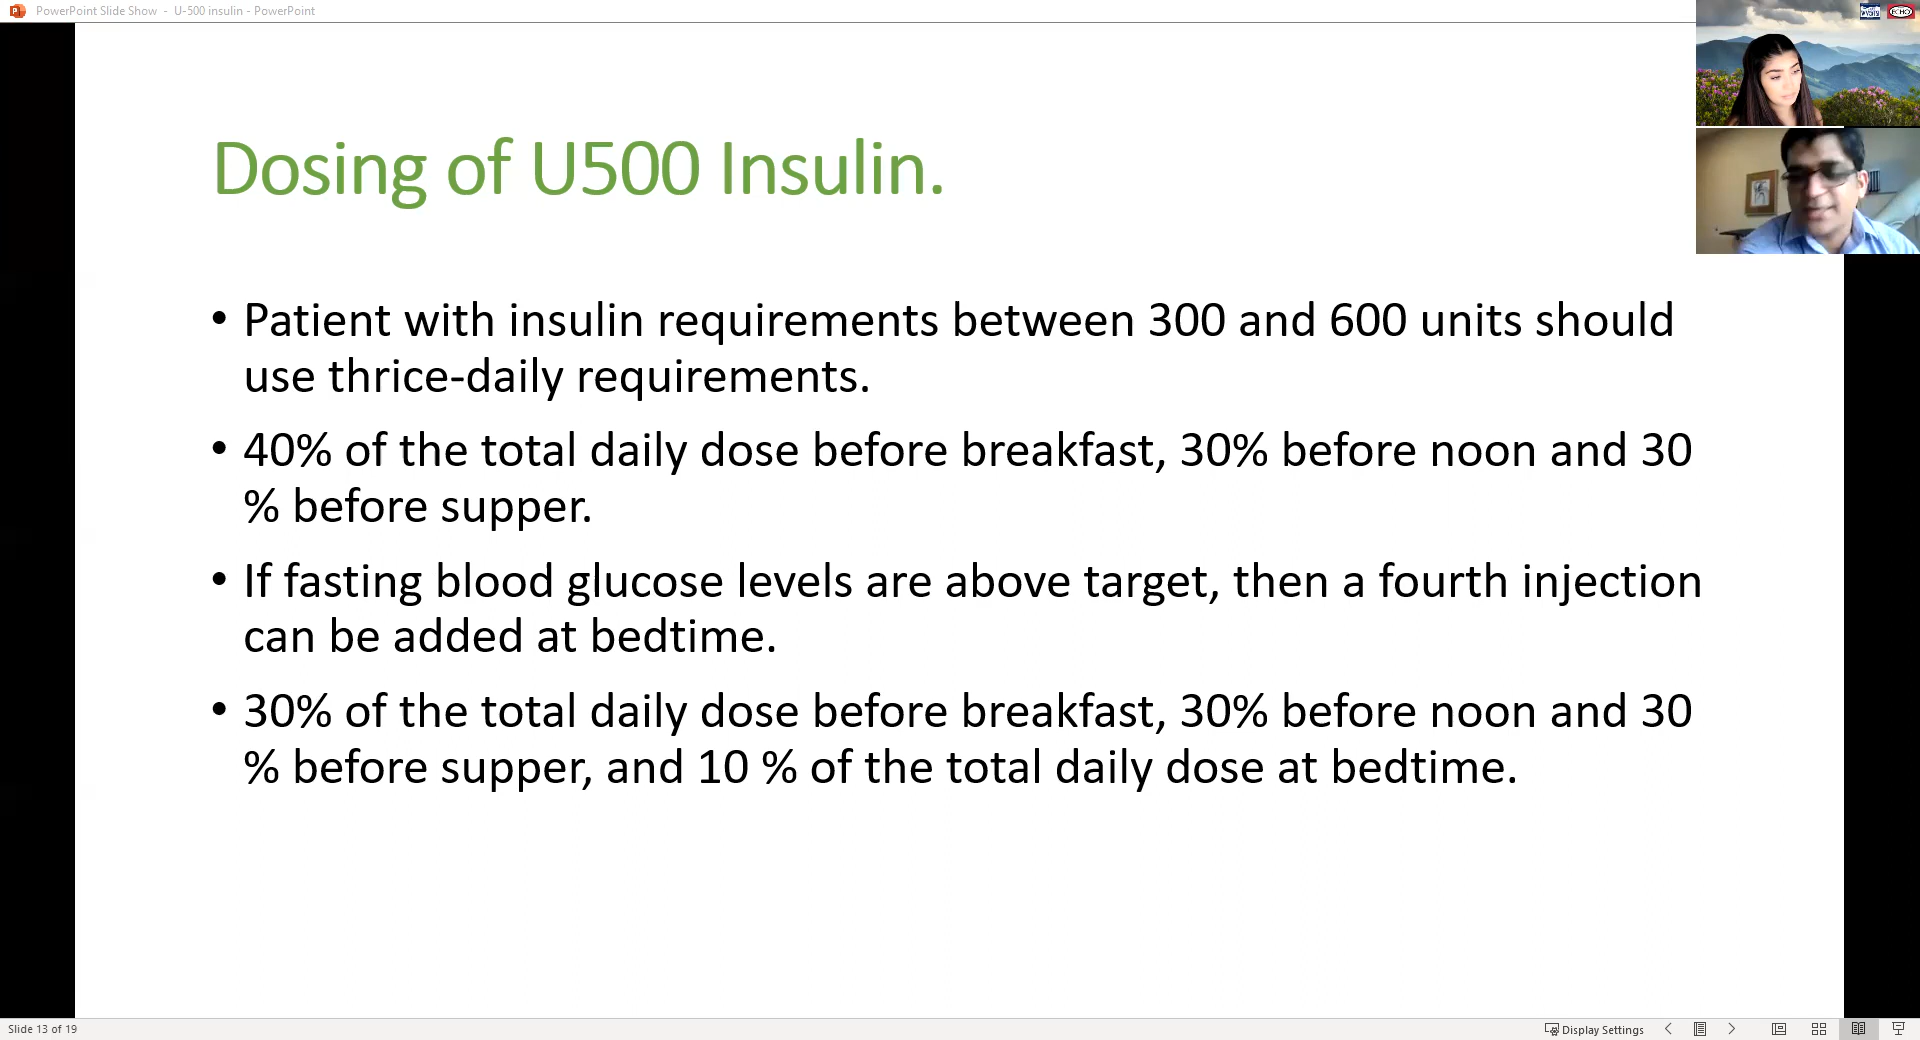 PowerPoint Slide Show - U-500 insulin - PowerPoint
ECHO
Dosing of U500 Insulin.
• Patient with insulin requirements between 300 and 600 units should
use thrice-daily requirements.
• 40% of the total daily dose before breakfast, 30% before noon and 30
% before supper.
• If fasting blood glucose levels are above target, then a fourth injection
can be added at bedtime.
• 30% of the total daily dose before breakfast, 30% before noon and 30
% before supper, and 10 % of the total daily dose at bedtime.
Slide 13 of 19
Display Settings